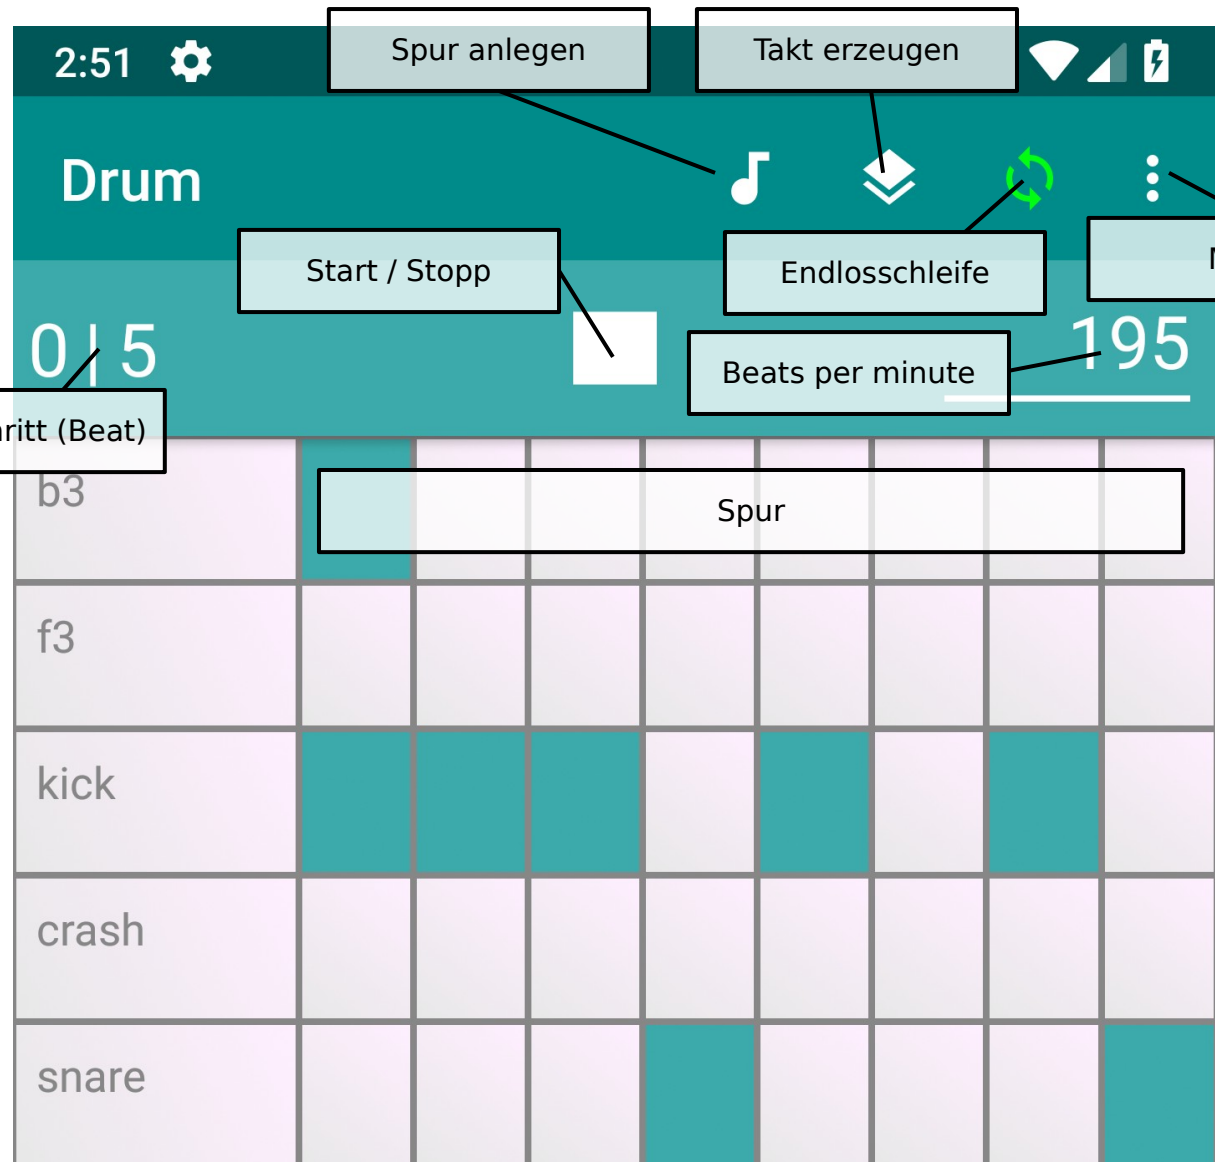 Spur anlegen
Takt erzeugen
2:51
Drum
Start / Stopp
Endlosschleife
0 | 5
195
Beats per minute
(Beat)
b3
Spur
f3
kick
crash
snare